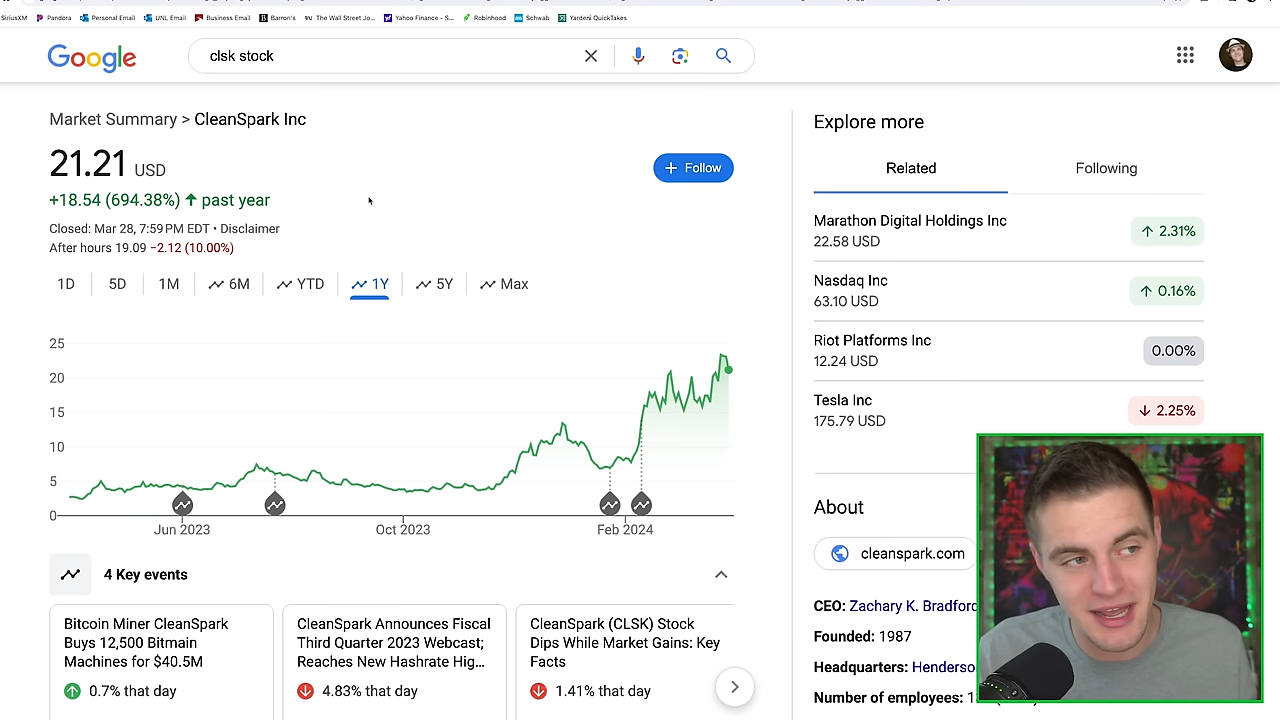 SiriusXM Pandora Personal Email UNL Email Business Email Barron's The Wall Street Jo... Yahoo Finance - S... Robinhood Schwab Yardeni QuickTakes
Google
clsk stock
Market Summary > CleanSpark Inc
21.21 USD
+ Follow
+18.54 (694.38%) ↑ past year
Closed: Mar 28, 7:59 PM EDT • Disclaimer
After hours 19.09 −2.12 (10.00%)
1D 5D 1M 6M YTD 1Y 5Y Max
25
20
15
10
5
0
Jun 2023 Oct 2023 Feb 2024
4 Key events
Bitcoin Miner CleanSpark
Buys 12,500 Bitmain
Machines for $40.5M
0.7% that day
CleanSpark Announces Fiscal
Third Quarter 2023 Webcast;
Reaches New Hashrate Hig...
4.83% that day
CleanSpark (CLSK) Stock
Dips While Market Gains: Key
Facts
1.41% that day
Explore more
Related Following
Marathon Digital Holdings Inc
22.58 USD
↑ 2.31%
Nasdaq Inc
63.10 USD
↑ 0.16%
Riot Platforms Inc
12.24 USD
0.00%
Tesla Inc
175.79 USD
↓ 2.25%
About
cleanspark.com
CEO: Zachary K. Bradford
Founded: 1987
Headquarters:
Number of employees: